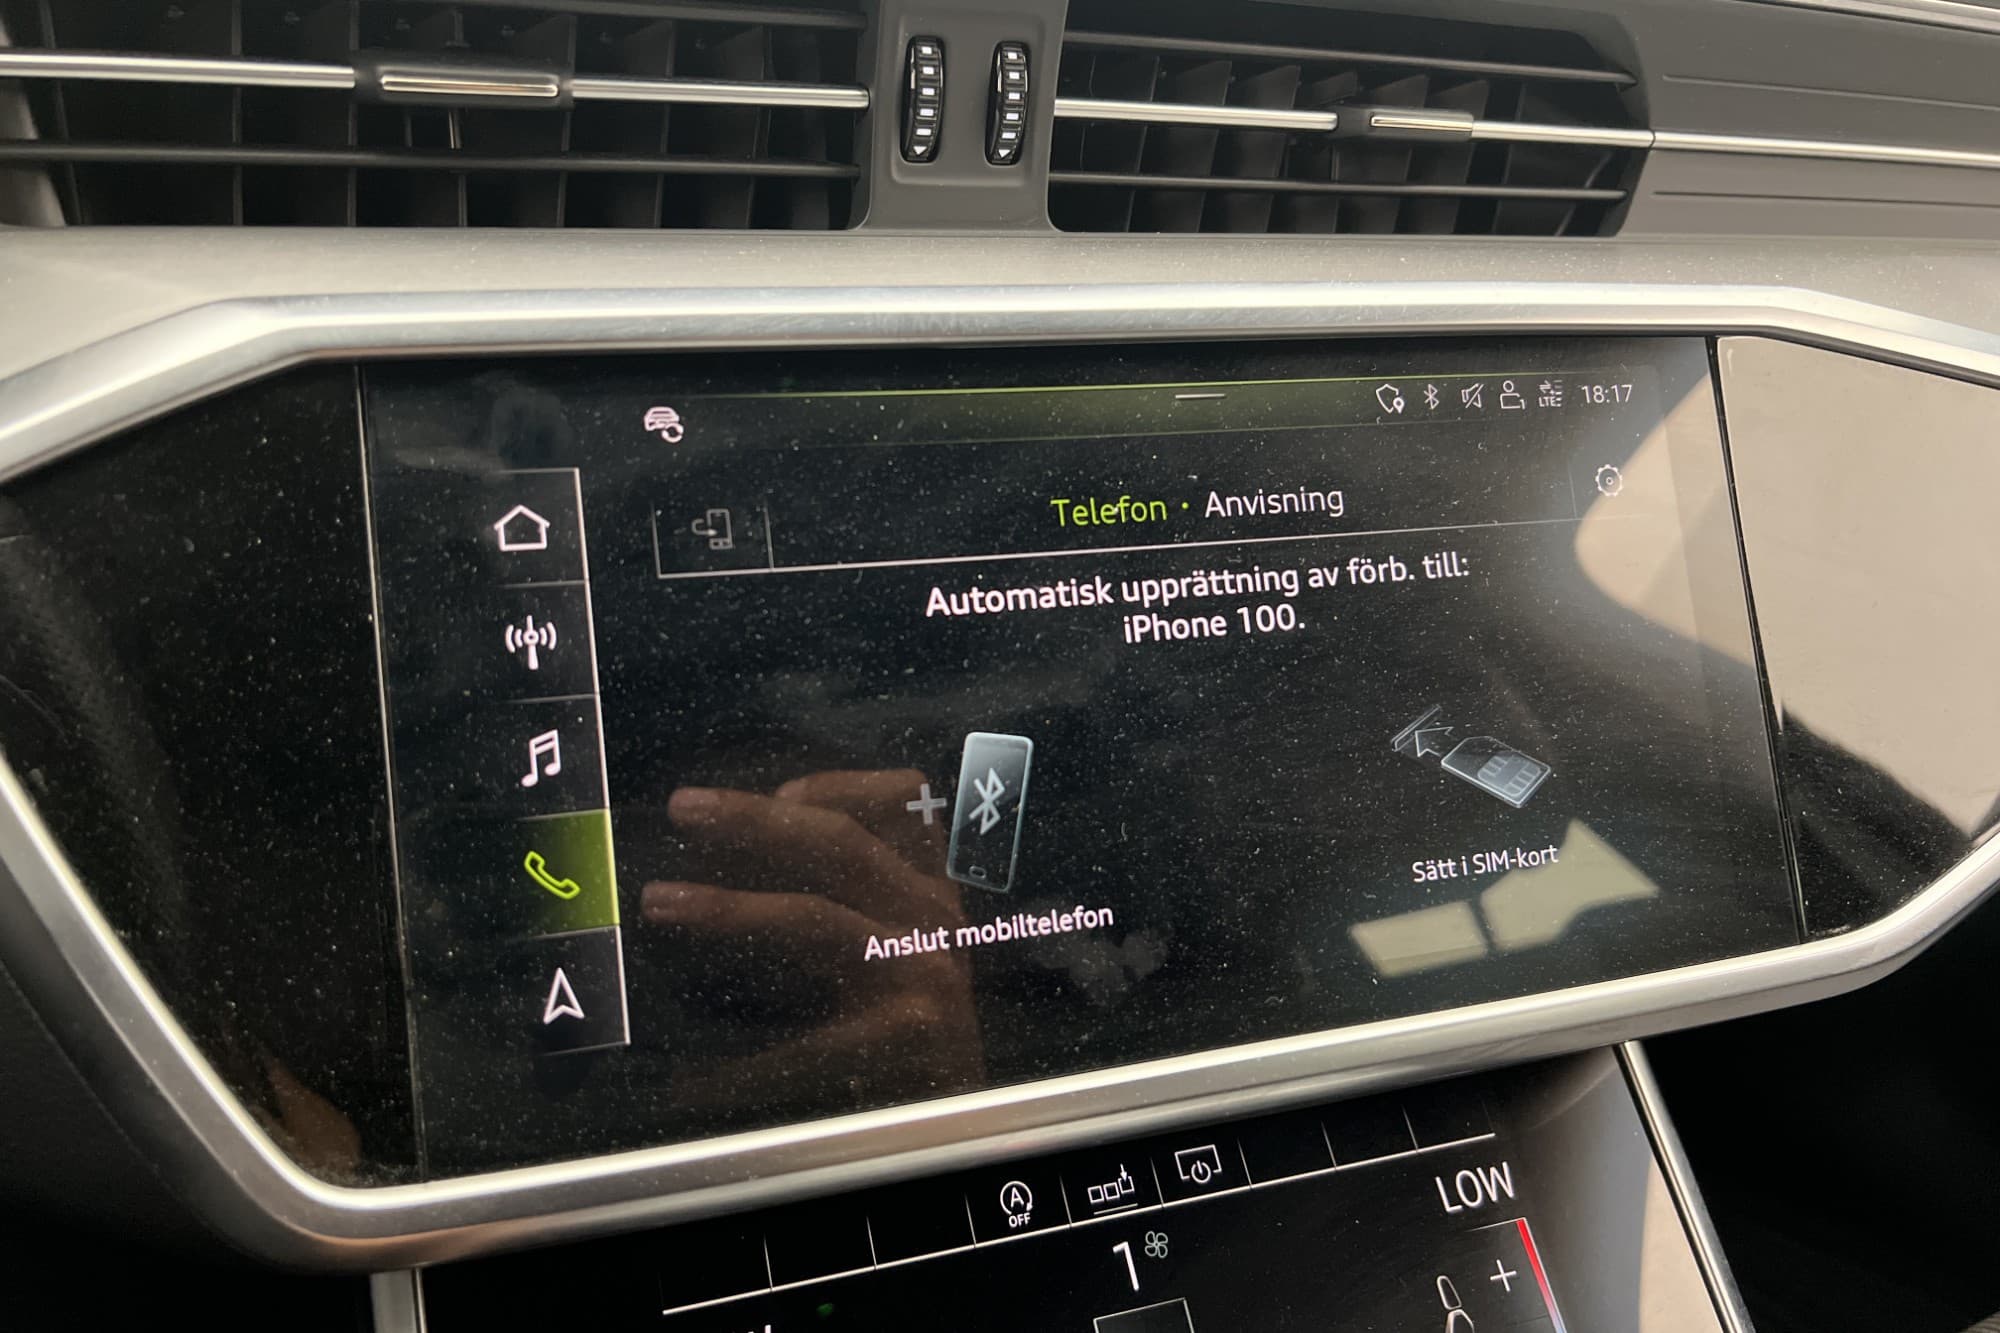 LTE 18:17
Telefon · Anvisning
Automatisk upprättning av förb. till:
iPhone 100.
Anslut mobiltelefon
Sätt i SIM-kort
A
OFF
LOW
1